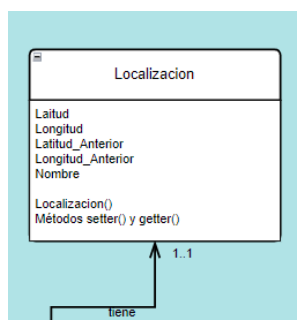 Localizacion
Laitud
Longitud
Latitud_Anterior
Longitud_Anterior
Nombre
Localizacion()
Métodos setter() y getter()
1..1
tiene